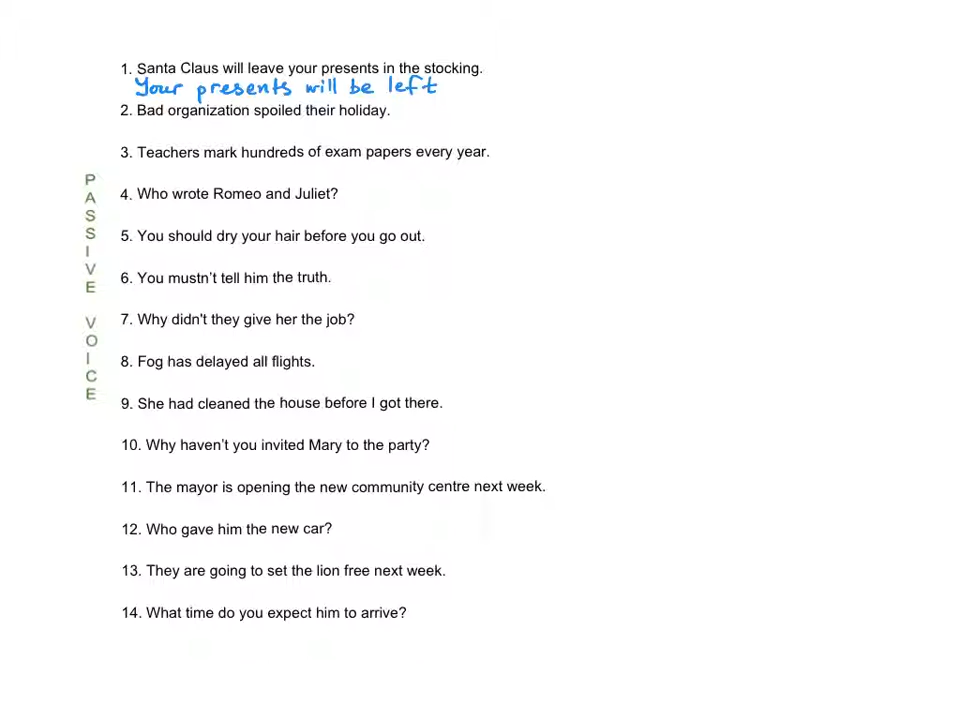 1. Santa Claus will leave your presents in the stocking.
Your presents will be left
2. Bad organization spoiled their holiday.
3. Teachers mark hundreds of exam papers every year.
4. Who wrote Romeo and Juliet?
5. You should dry your hair before you go out.
6. You mustn't tell him the truth.
7. Why didn't they give her the job?
8. Fog has delayed all flights.
9. She had cleaned the house before I got there.
10. Why haven't you invited Mary to the party?
11. The mayor is opening the new community centre next week.
12. Who gave him the new car?
13. They are going to set the lion free next week.
14. What time do you expect him to arrive?
PASSIVE VOICE